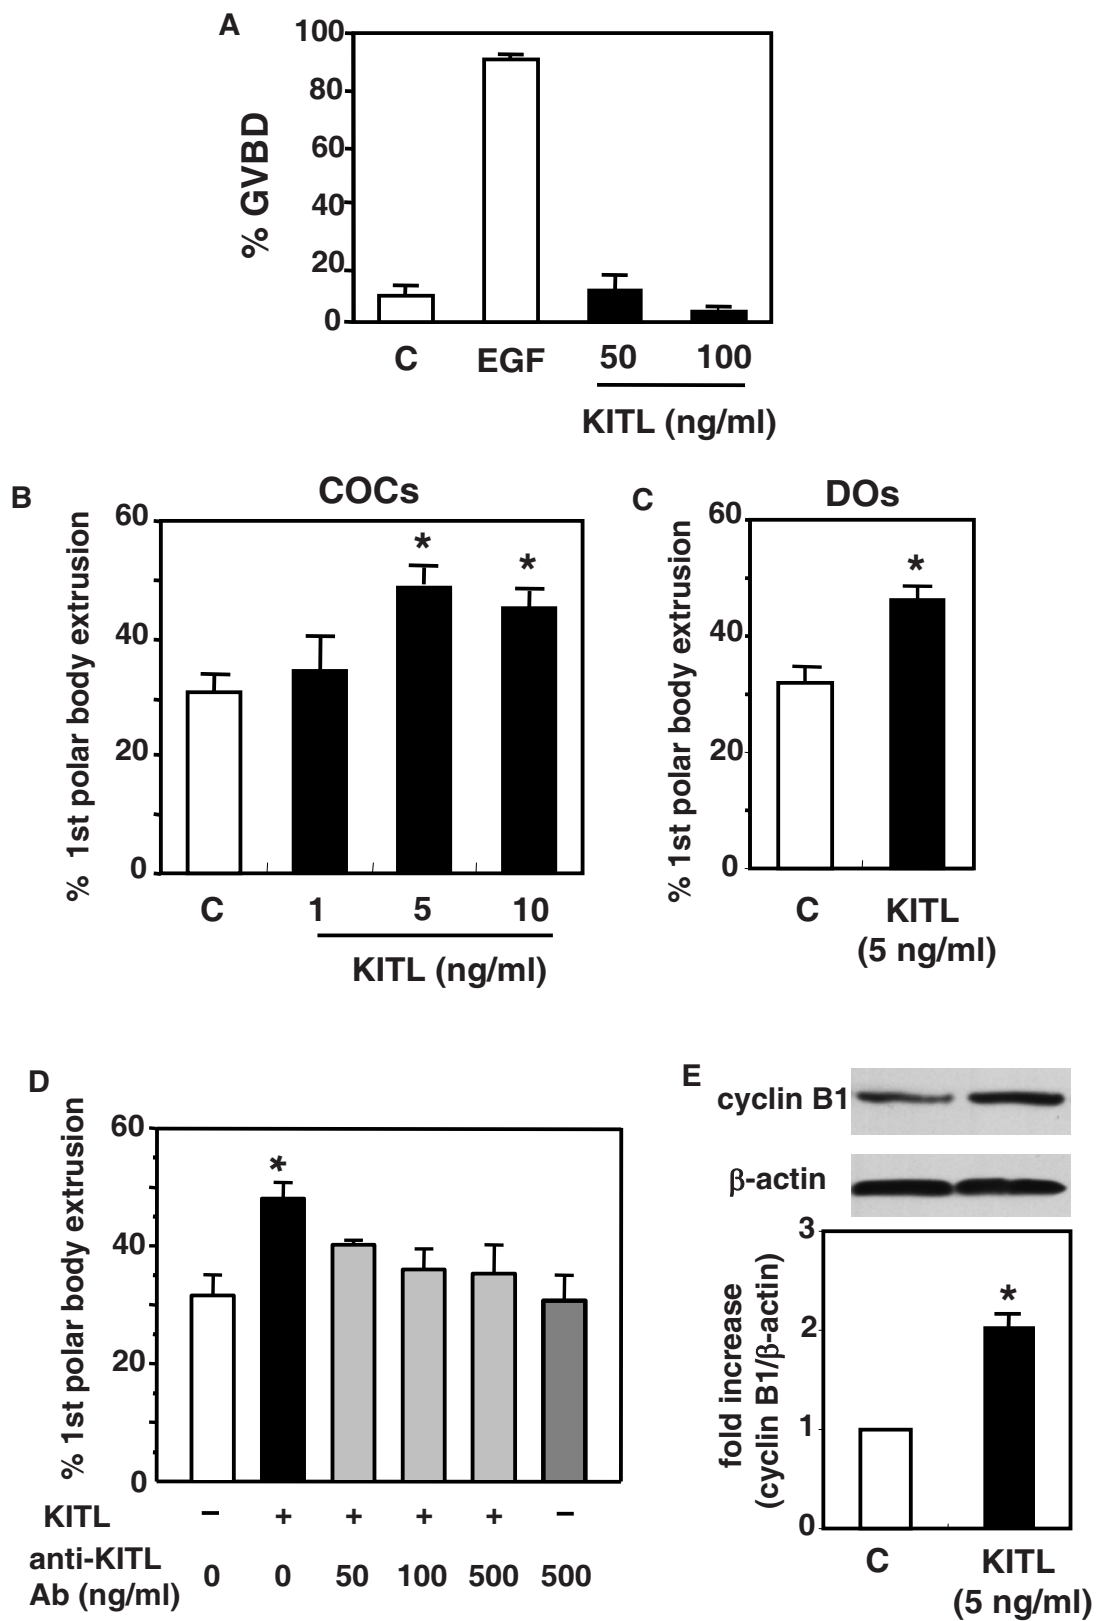 A
100
80
60
40
20
0
% GVBD
C EGF 50 100
KITL (ng/ml)
B
COCs
60
40
20
0
% 1st polar body extrusion
C 1 5 10
KITL (ng/ml)
*
*
C
DOs
60
40
20
0
% 1st polar body extrusion
*
C KITL
(5 ng/ml)
D
60
40
20
0
% 1st polar body extrusion
*
KITL − + + + + −
anti-KITL
Ab (ng/ml) 0 0 50 100 500 500
E
cyclin B1
β-actin
3
2
1
0
fold increase
(cyclin B1/β-actin)
*
C KITL
(5 ng/ml)